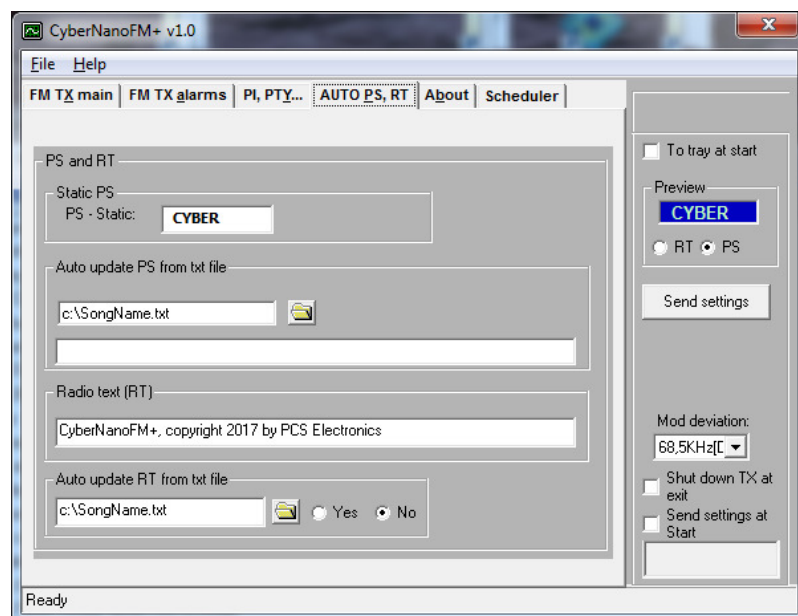 CyberNanoFM+ v1.0
File Help
FM TX main FM TX alarms PI, PTY... AUTO PS, RT About Scheduler
PS and RT
Static PS
PS - Static: CYBER
Auto update PS from txt file
c:\SongName.txt
Radio text (RT)
CyberNanoFM+, copyright 2017 by PCS Electronics
Auto update RT from txt file
c:\SongName.txt Yes No
To tray at start
Preview
CYBER
RT PS
Send settings
Mod deviation:
68,5KHz[
Shut down TX at
exit
Send settings at
Start
Ready